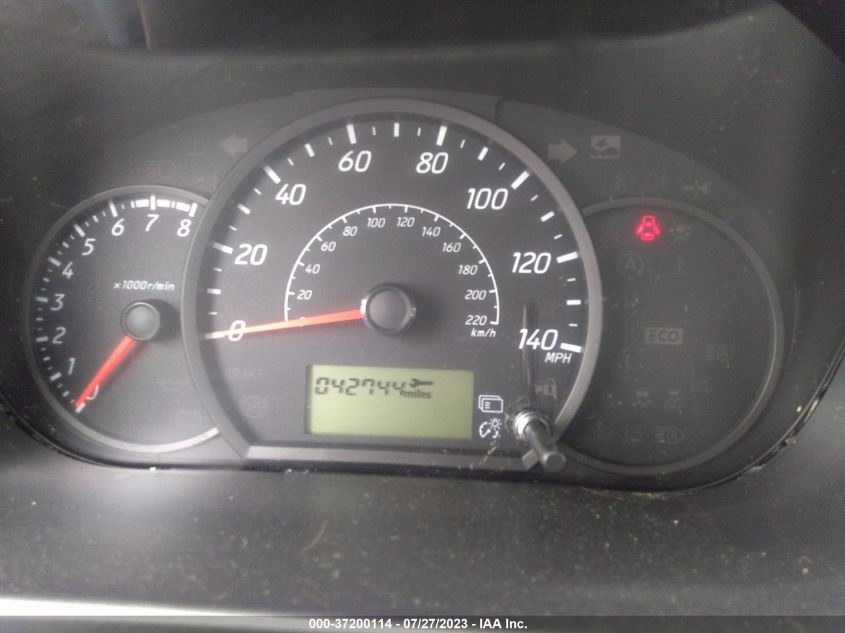 6 7 8
5
4
3
2
1
0
x1000r/min
0 20 40 60 80 100 120 140
MPH
0 20 40 60 80 100 120 140 160 180 200 220
km/h
BRAKE
042744 miles
A
ECO
A
A
000-37200114 - 07/27/2023 - IAA Inc.